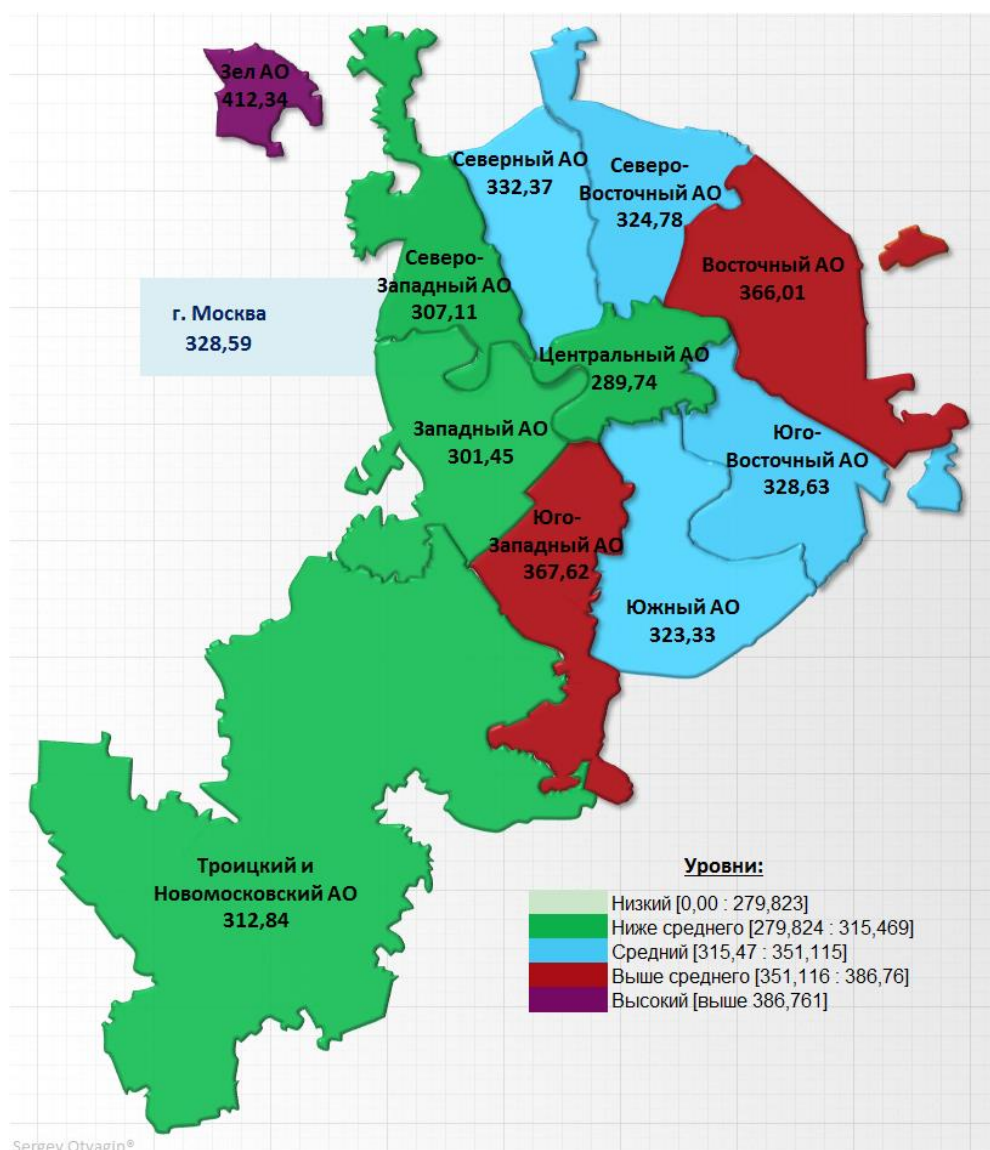 Зел АО
412,34
Северный АО
332,37
Северо-
Восточный АО
324,78
Северо-
Западный АО
307,11
Восточный АО
366,01
г. Москва
328,59
Центральный АО
289,74
Западный АО
301,45
Юго-
Восточный АО
328,63
Юго-
Западный АО
367,62
Южный АО
323,33
Троицкий и
Новомосковский АО
312,84
Уровни:
Низкий [0,00 : 279,823]
Ниже среднего [279,824 : 315,469]
Средний [315,47 : 351,115]
Выше среднего [351,116 : 386,76]
Высокий [выше 386,761]
Sergey Otvagin®